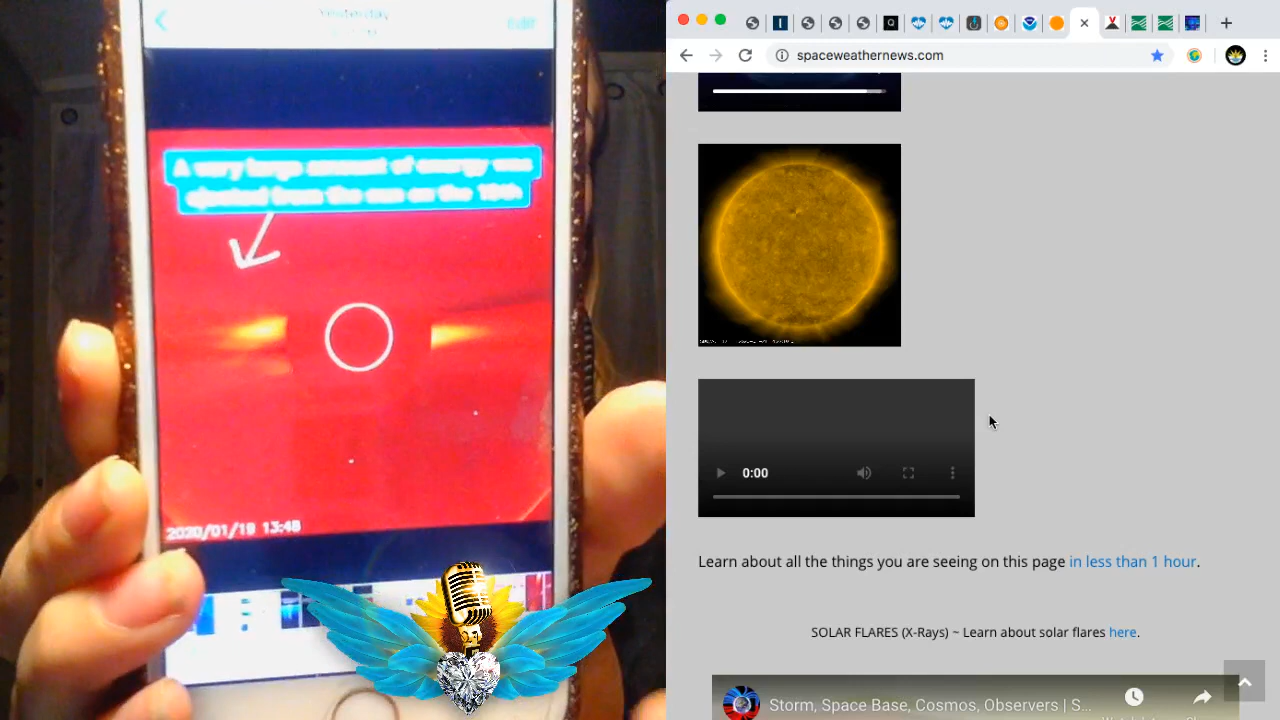 Yesterday
Edit
A very large amount of energy was
ejected from the sun on the 19th
2020/01/19 13:48
spaceweathernews.com
0:00
Learn about all the things you are seeing on this page in less than 1 hour.
SOLAR FLARES (X-Rays) ~ Learn about solar flares here.
Storm, Space Base, Cosmos, Observers | S...